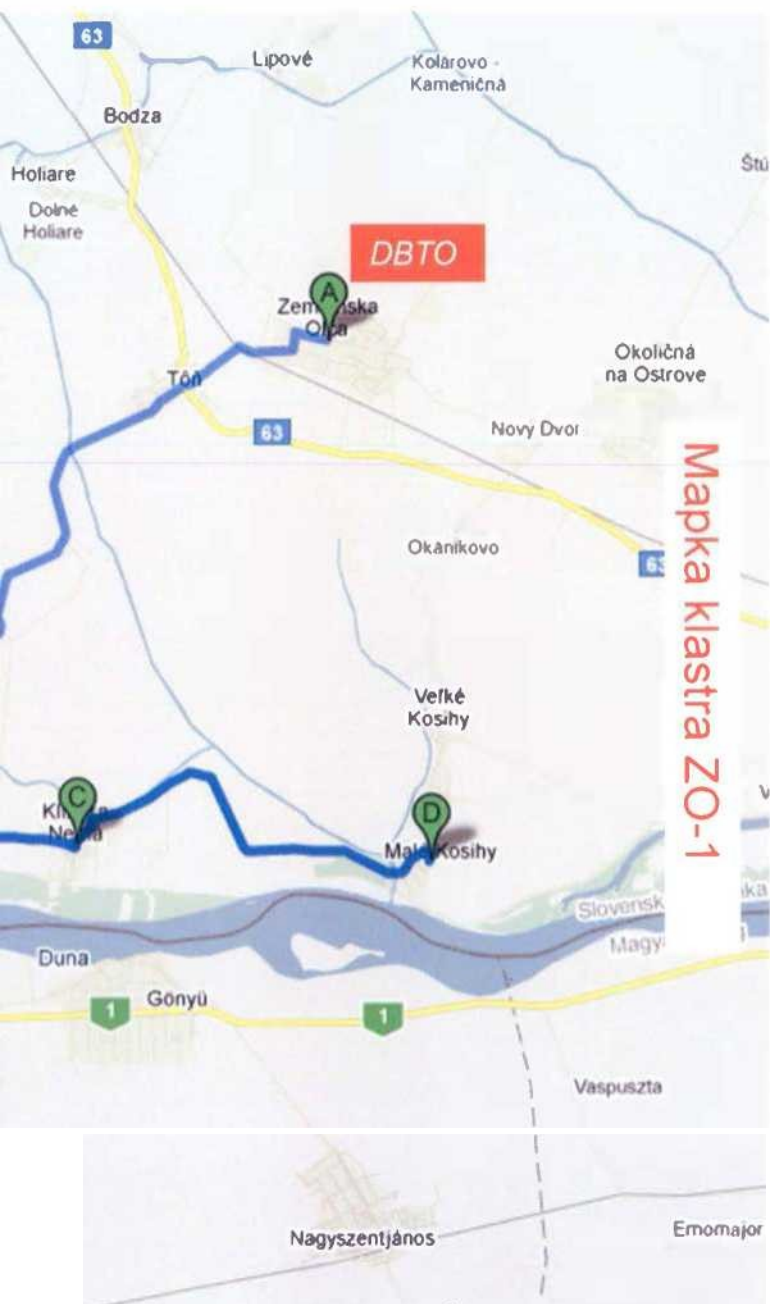 63
Lipové
Kolárovo -
Kameničná
Bodza
Holiare
Dolné
Holiare
DBTO
A
Okoličná
na Ostrove
Tôň
63
Nový Dvor
Mapka klastra ZO-1
Okánikovo
63
Veľké
Kosihy
C
D
Kosihy
Duna
Gönyü
1
1
Vaspuszta
Nagyszentjános
Ernomajor